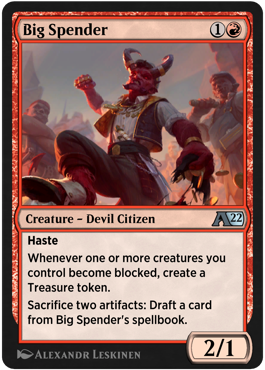 Big Spender 1
Creature – Devil Citizen A22
Haste
Whenever one or more creatures you
control become blocked, create a
Treasure token.
Sacrifice two artifacts: Draft a card
from Big Spender's spellbook.
2/1
ALEXANDR LESKINEN